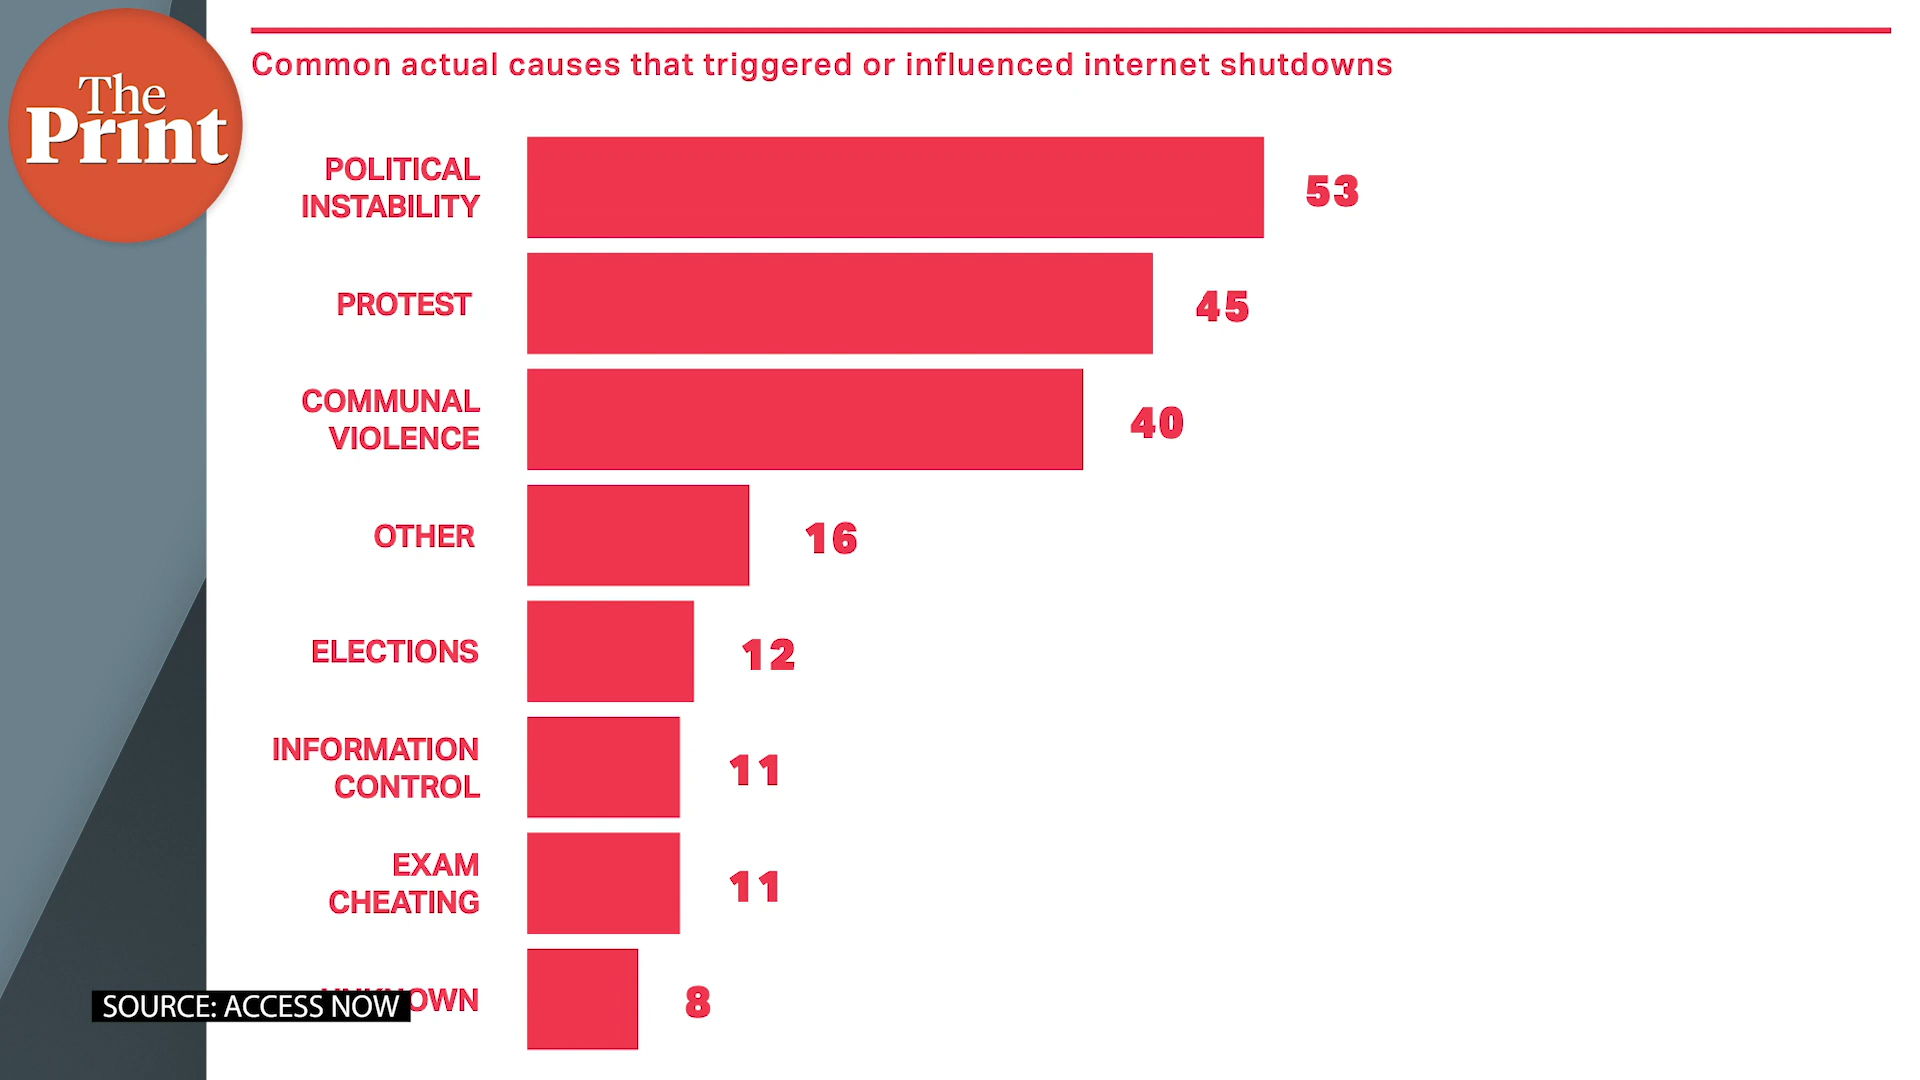 The
Print
Common actual causes that triggered or influenced internet shutdowns
POLITICAL
INSTABILITY
53
PROTEST
45
COMMUNAL
VIOLENCE
40
OTHER
16
ELECTIONS
12
INFORMATION
CONTROL
11
EXAM
CHEATING
11
8
SOURCE: ACCESS NOW